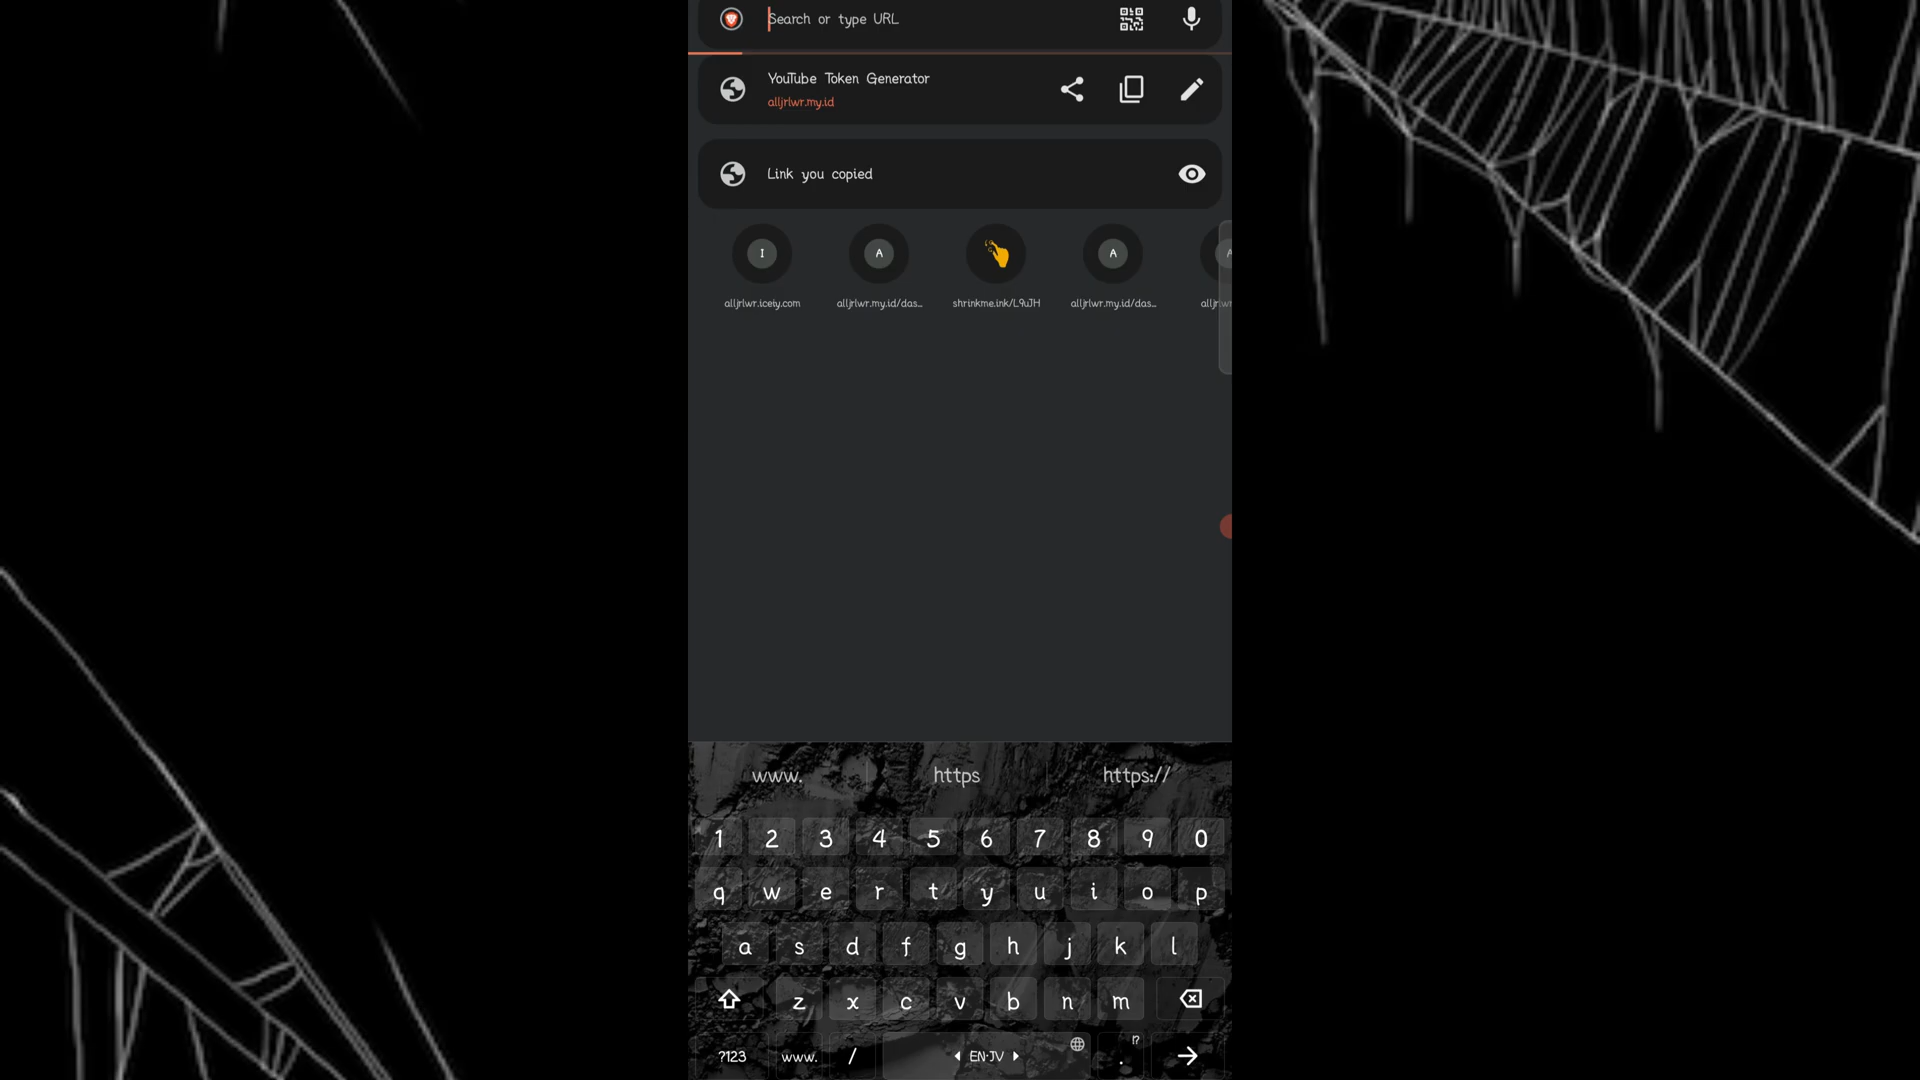 Search or type URL
YouTube Token Generator
alljrlwr.my.id
Link you copied
I
A
A
A
alljrlwr.iceiy.com
alljrlwr.my.id/das...
shrinkme.ink/L9uJH
alljrlwr.my.id/das...
alljrlwr
www.
https
https://
1 2 3 4 5 6 7 8 9 0
q w e r t y u i o p
a s d f g h j k l
z x c v b n m
?123 www. / EN·JV . !?